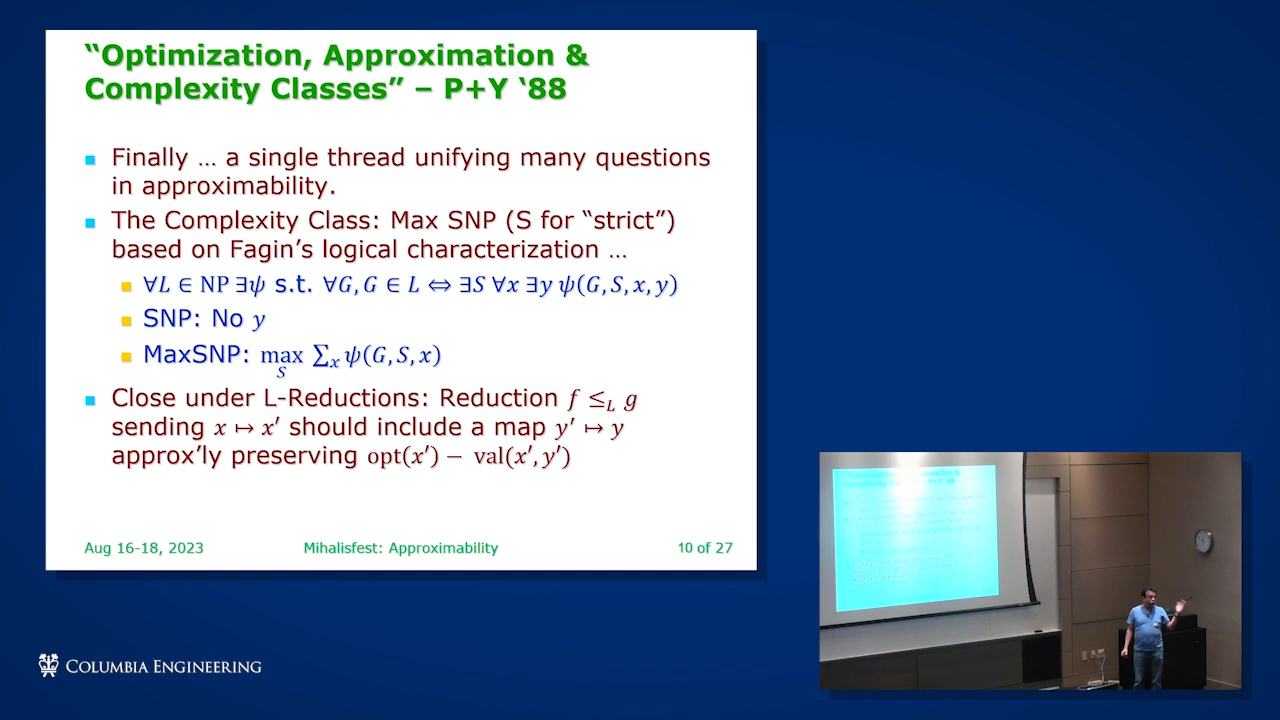 “Optimization, Approximation &
Complexity Classes” – P+Y ‘88
Finally … a single thread unifying many questions
in approximability.
The Complexity Class: Max SNP (S for “strict”)
based on Fagin’s logical characterization …
∀L ∈ NP ∃ψ s.t. ∀G, G ∈ L ⇔ ∃S ∀x ∃y ψ(G, S, x, y)
SNP: No y
MaxSNP: max_S ∑_x ψ(G, S, x)
Close under L-Reductions: Reduction f ≤_L g
sending x ↦ x′ should include a map y′ ↦ y
approx’ly preserving opt(x′) − val(x′, y′)
Aug 16-18, 2023 Mihalisfest: Approximability 10 of 27
COLUMBIA ENGINEERING